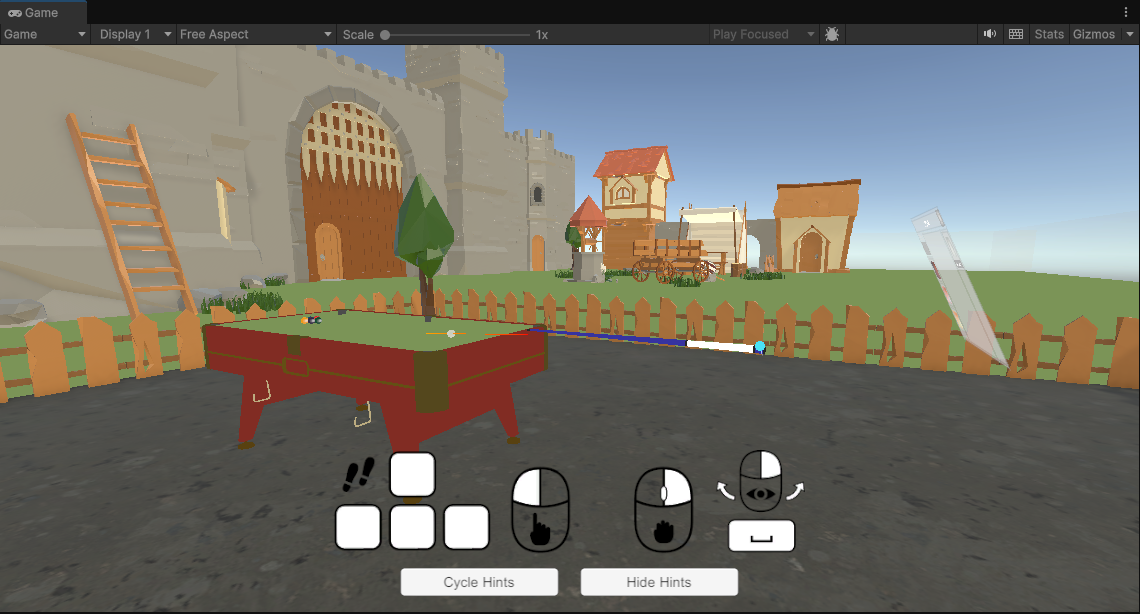 Game
Game Display 1 Free Aspect Scale 1x Play Focused Stats Gizmos
Cycle Hints Hide Hints